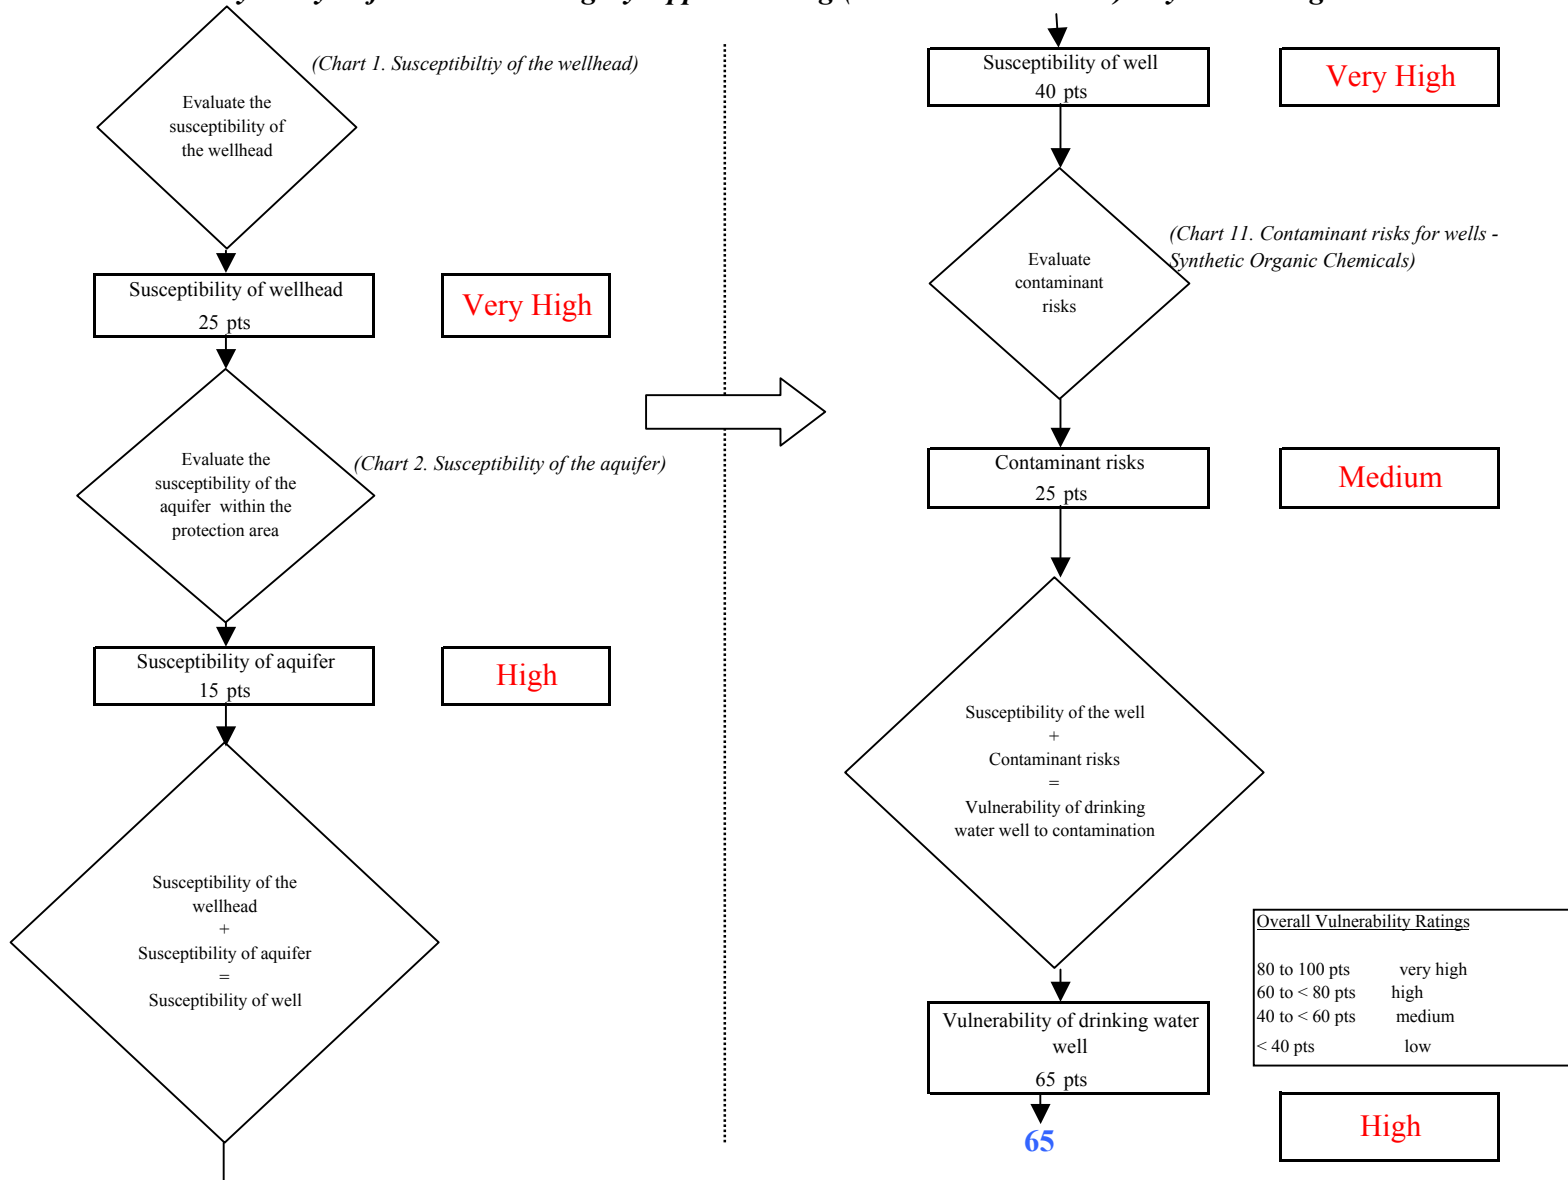 (Chart 1. Susceptibiltiy of the wellhead)
Evaluate the
susceptibility of
the wellhead
Susceptibility of wellhead
25 pts
Very High
Evaluate the
susceptibility of the
aquifer within the
protection area
(Chart 2. Susceptibility of the aquifer)
Susceptibility of aquifer
15 pts
High
Susceptibility of the
wellhead
+
Susceptibility of aquifer
=
Susceptibility of well
Susceptibility of well
40 pts
Very High
Evaluate
contaminant
risks
(Chart 11. Contaminant risks for wells -
Synthetic Organic Chemicals)
Contaminant risks
25 pts
Medium
Susceptibility of the well
+
Contaminant risks
=
Vulnerability of drinking
water well to contamination
Vulnerability of drinking water
well
65 pts
65
Overall Vulnerability Ratings
80 to 100 pts very high
60 to < 80 pts high
40 to < 60 pts medium
< 40 pts low
High